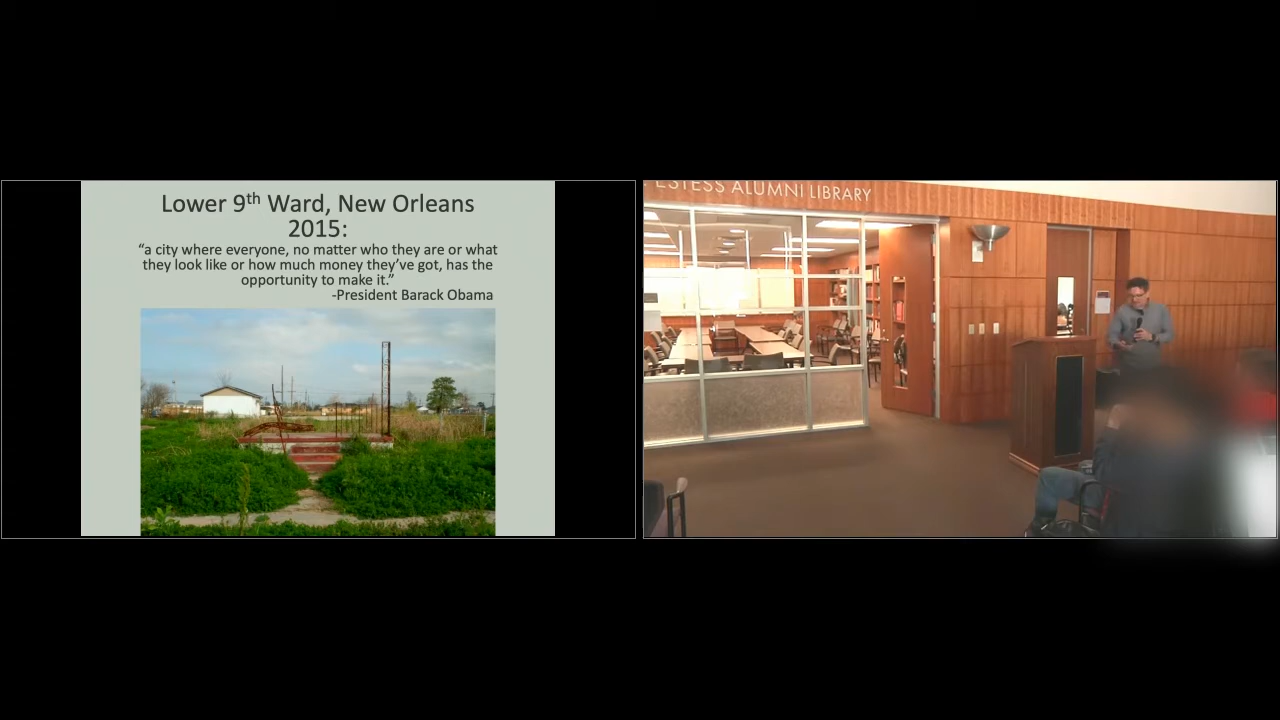 Lower 9th Ward, New Orleans
2015:
“a city where everyone, no matter who they are or what
they look like or how much money they’ve got, has the
opportunity to make it.”
-President Barack Obama
ESTESS ALUMNI LIBRARY